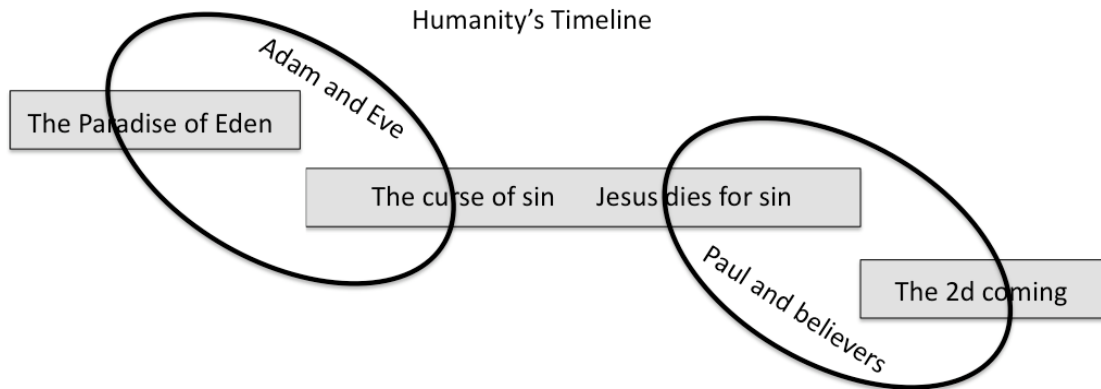 Humanity’s Timeline
Adam and Eve
The Paradise of Eden
The curse of sin
Jesus dies for sin
Paul and believers
The 2d coming